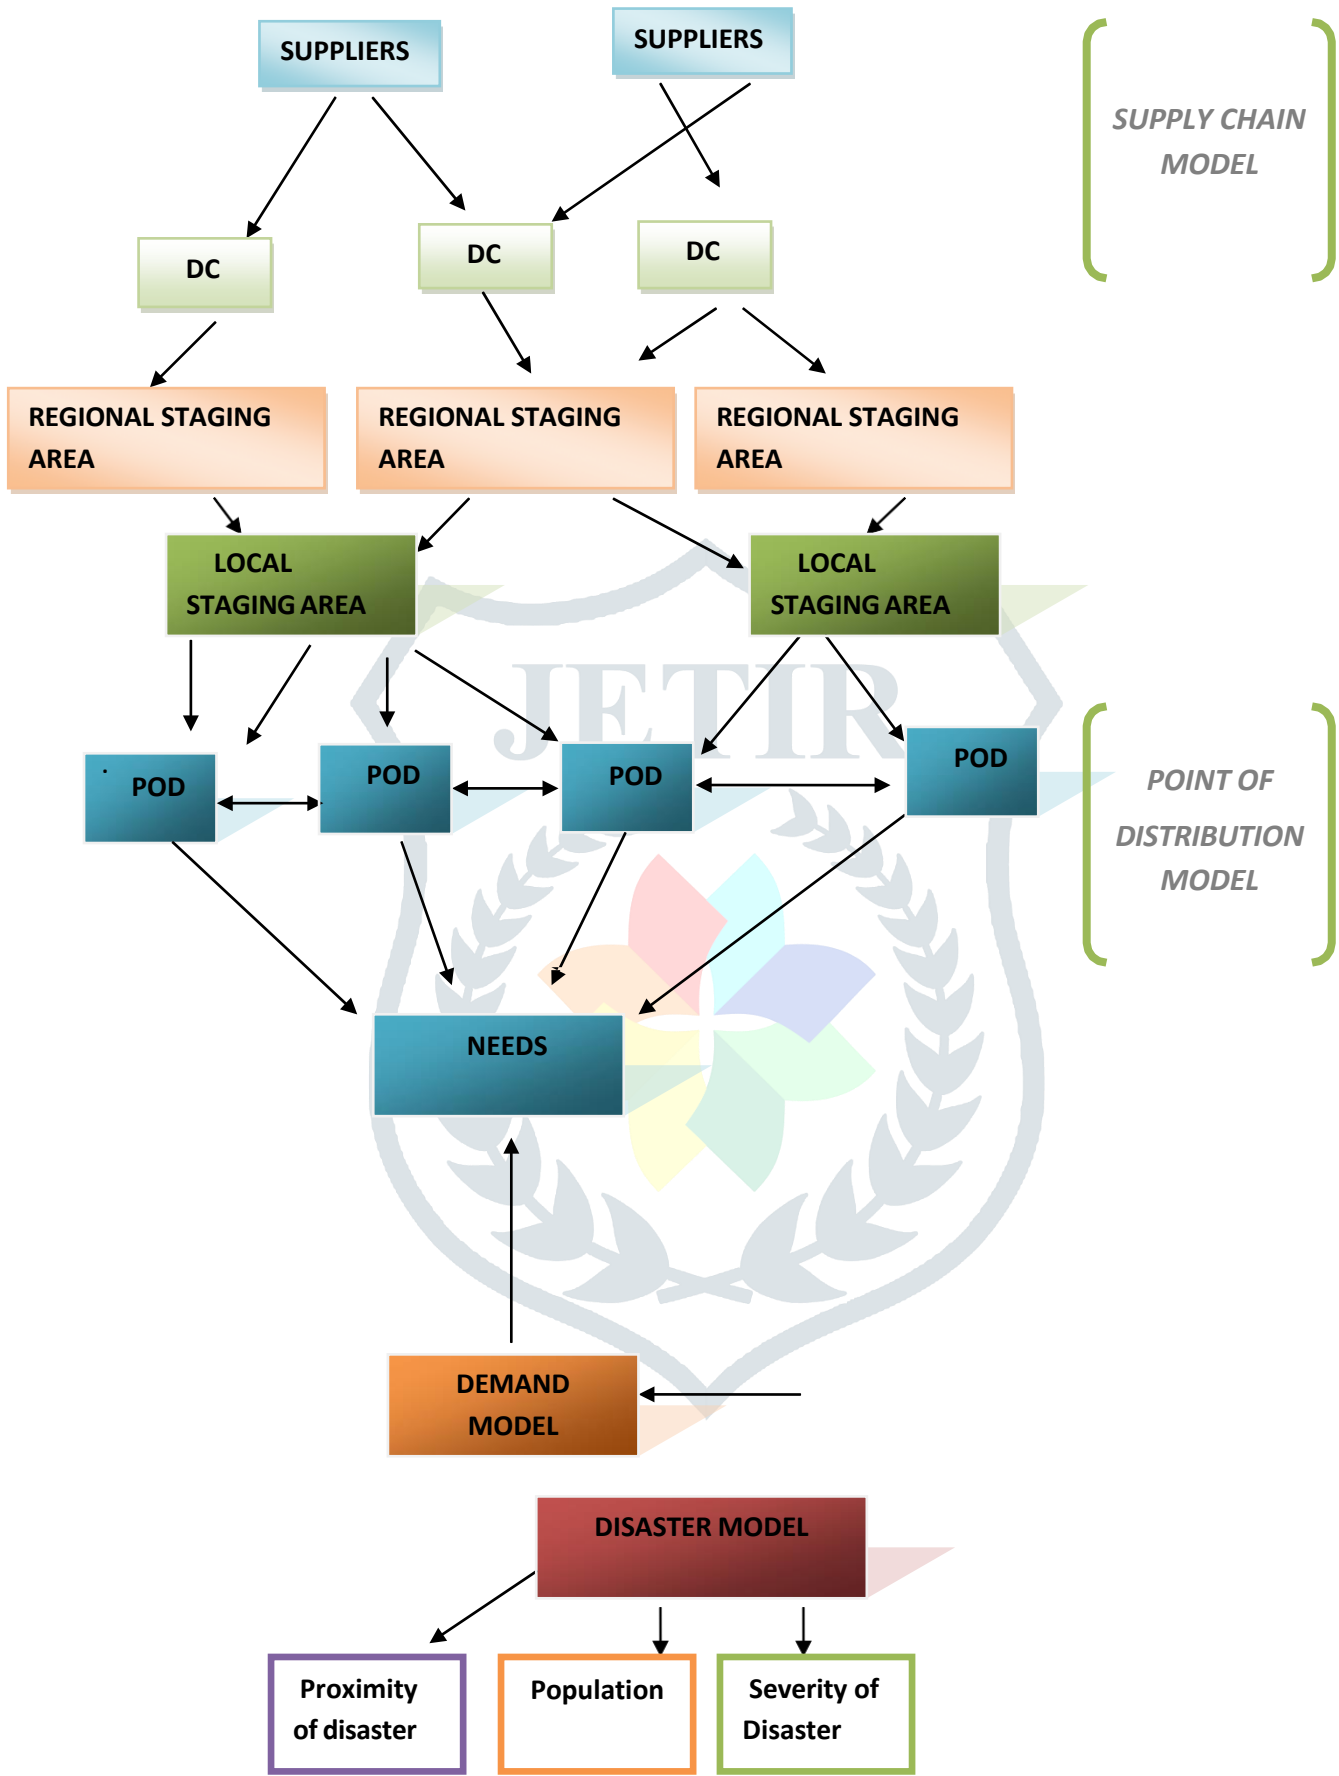 SUPPLIERS
SUPPLIERS
SUPPLY CHAIN
MODEL
DC
DC
DC
REGIONAL STAGING
AREA
REGIONAL STAGING
AREA
REGIONAL STAGING
AREA
LOCAL
STAGING AREA
LOCAL
STAGING AREA
JETIR
. POD
POD
POD
POD
POINT OF
DISTRIBUTION
MODEL
NEEDS
DEMAND
MODEL
DISASTER MODEL
Proximity
of disaster
Population
Severity of
Disaster